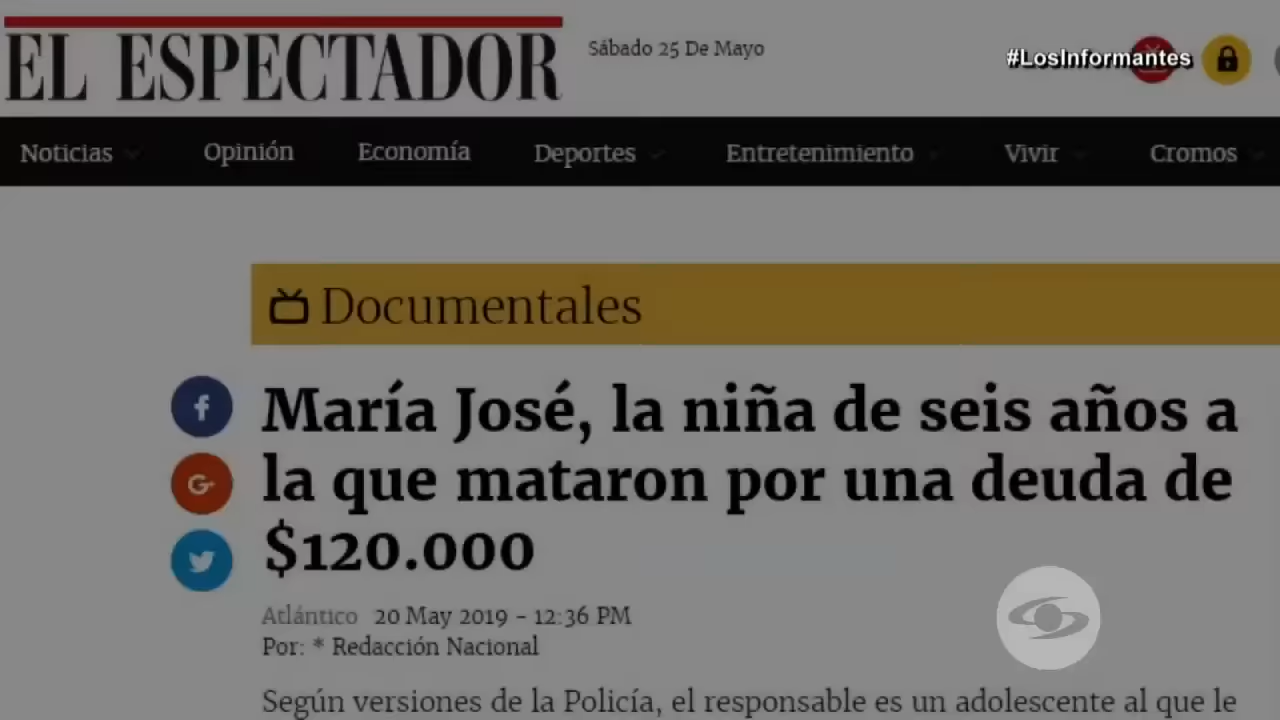 EL ESPECTADOR
Sábado 25 De Mayo
#LosInformantes
Noticias Opinión Economía Deportes Entretenimiento Vivir Cromos
Documentales
María José, la niña de seis años a
la que mataron por una deuda de
$120.000
Atlántico 20 May 2019 - 12:36 PM
Por: * Redacción Nacional
Según versiones de la Policía, el responsable es un adolescente al que le